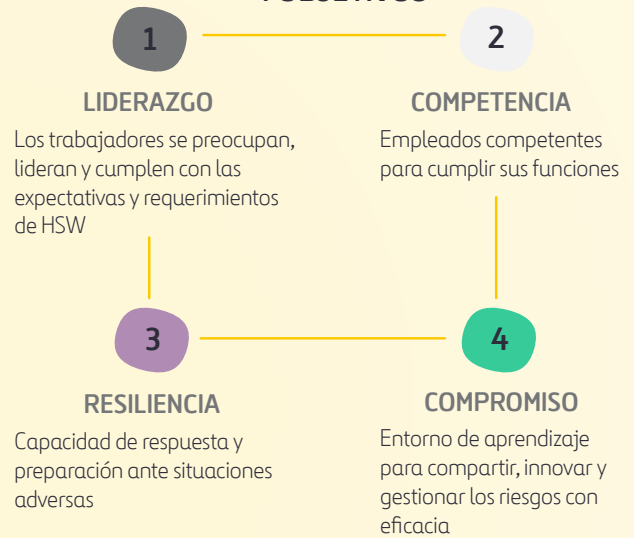 1
LIDERAZGO
Los trabajadores se preocupan,
lideran y cumplen con las
expectativas y requerimientos
de HSW
2
COMPETENCIA
Empleados competentes
para cumplir sus funciones
3
RESILIENCIA
Capacidad de respuesta y
preparación ante situaciones
adversas
4
COMPROMISO
Entorno de aprendizaje
para compartir, innovar y
gestionar los riesgos con
eficacia